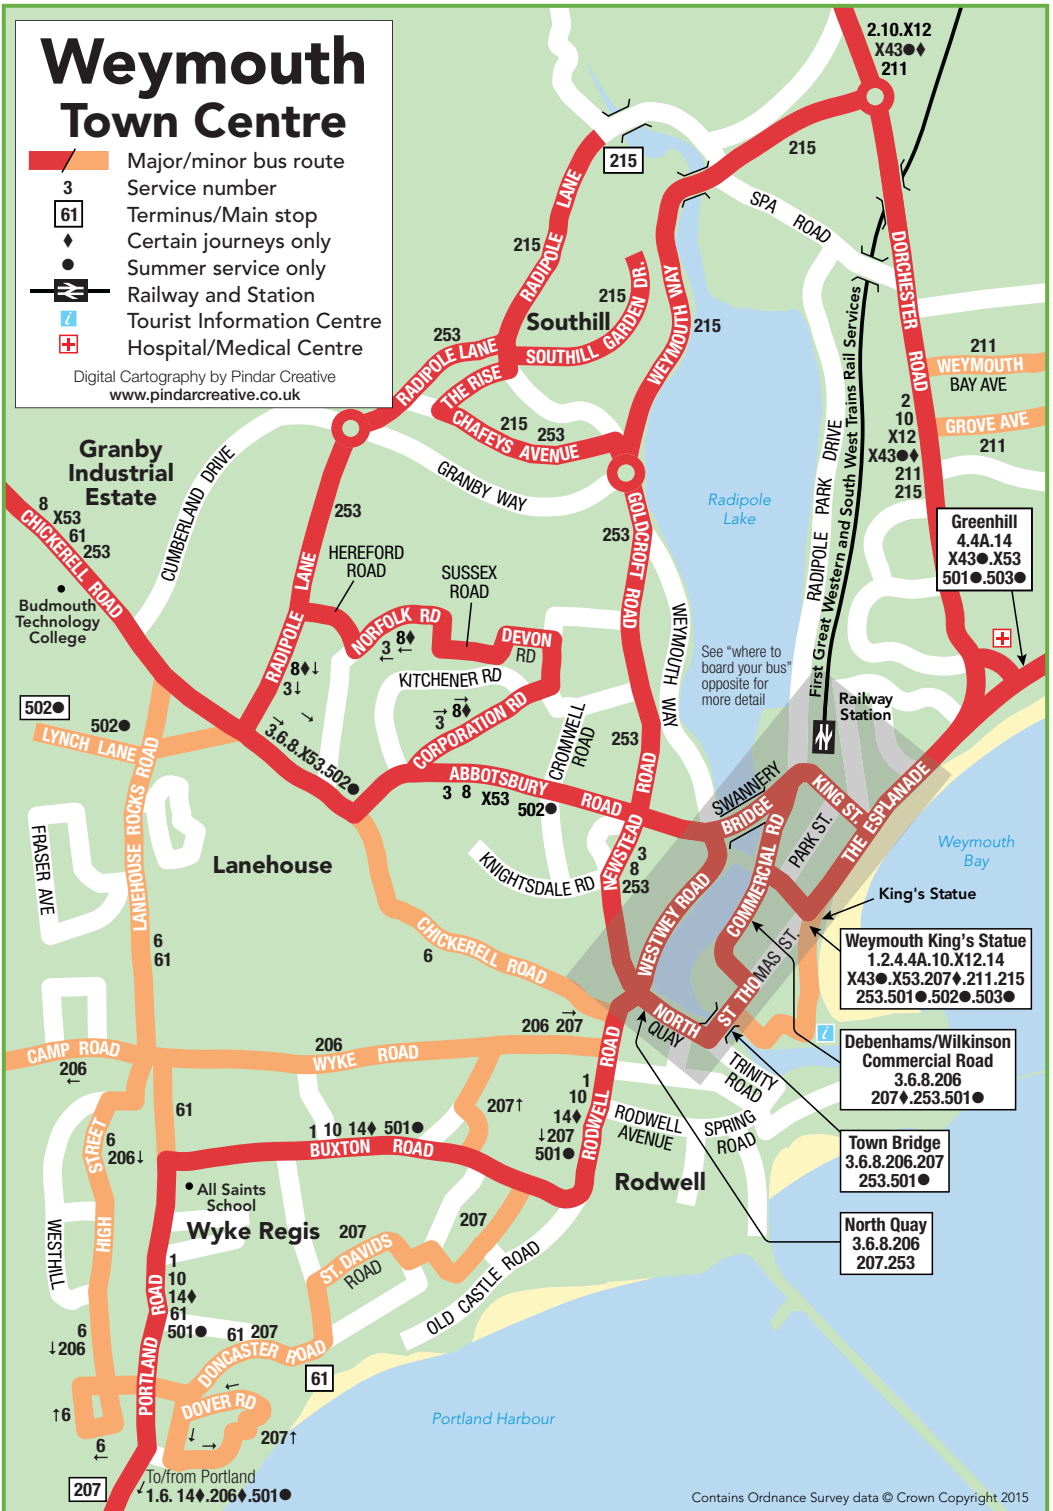 Weymouth
Town Centre
Major/minor bus route
3 Service number
61 Terminus/Main stop
♦ Certain journeys only
● Summer service only
Railway and Station
i Tourist Information Centre
Hospital/Medical Centre
Digital Cartography by Pindar Creative
www.pindarcreative.co.uk
2.10.X12
X43●♦
211
215
215
RADIPOLE LANE
215
SPA ROAD
DORCHESTER ROAD
215
Southill
SOUTHILL GARDEN DR.
WEYMOUTH WAY
215
253
RADIPOLE LANE
THE RISE
CHAFEYS AVENUE
215
253
GRANBY WAY
211
WEYMOUTH
BAY AVE
GROVE AVE
211
2
10
X12
X43●♦
211
215
Granby
Industrial
Estate
CUMBERLAND DRIVE
8
X53
61
253
CHICKERELL ROAD
Budmouth
Technology
College
253
RADIPOLE LANE
HEREFORD
ROAD
SUSSEX
ROAD
NORFOLK RD
DEVON
RD
8♦
3
←
←
8♦↓
3↓
KITCHENER RD
→
→ 8♦
3
CORPORATION RD
CROMWELL
ROAD
253
GOLDCROFT ROAD
WEYMOUTH WAY
Radipole
Lake
RADIPOLE PARK DRIVE
First Great Western and South West Trains Rail Services
See "where to
board your bus"
opposite for
more detail
Railway
Station
Greenhill
4.4A.14
X43●.X53
501●.503●
502●
502●
LYNCH LANE
→ →
3.6.8.X53.502●
253
ABBOTSBURY ROAD
3 8 X53 502●
SWANNERY
BRIDGE
KING ST.
PARK ST.
THE ESPLANADE
COMMERCIAL RD
Weymouth
Bay
FRASER AVE
LANEHOUSE ROCKS ROAD
Lanehouse
KNIGHTSDALE RD
NEWSTEAD ROAD
3
8
253
WESTWEY ROAD
King's Statue
CHICKERELL ROAD
6
6
61
ST THOMAS ST.
Weymouth King's Statue
1.2.4.4A.10.X12.14
X43●.X53.207♦.211.215
253.501●.502●.503●
NORTH
QUAY
i
CAMP ROAD
206
←
206
WYKE ROAD
→
206 207
Debenhams/Wilkinson
Commercial Road
3.6.8.206
207♦.253.501●
TRINITY
ROAD
61
207↑
1
10
14♦
↓207
501●
RODWELL ROAD
RODWELL
AVENUE
SPRING
ROAD
1 10 14♦ 501●
BUXTON ROAD
6
206↓
HIGH STREET
Town Bridge
3.6.8.206.207
253.501●
Rodwell
All Saints
School
Wyke Regis
207
207
ST. DAVIDS
ROAD
OLD CASTLE ROAD
North Quay
3.6.8.206
207.253
WESTHILL
1
10
14♦
61
501●
PORTLAND ROAD
61 207
DONCASTER ROAD
61
6
↓206
←
DOVER RD
↓
→
207↑
↑6
6
←
Portland Harbour
207
To/from Portland
↓1.6. 14♦.206♦.501●
Contains Ordnance Survey data © Crown Copyright 2015